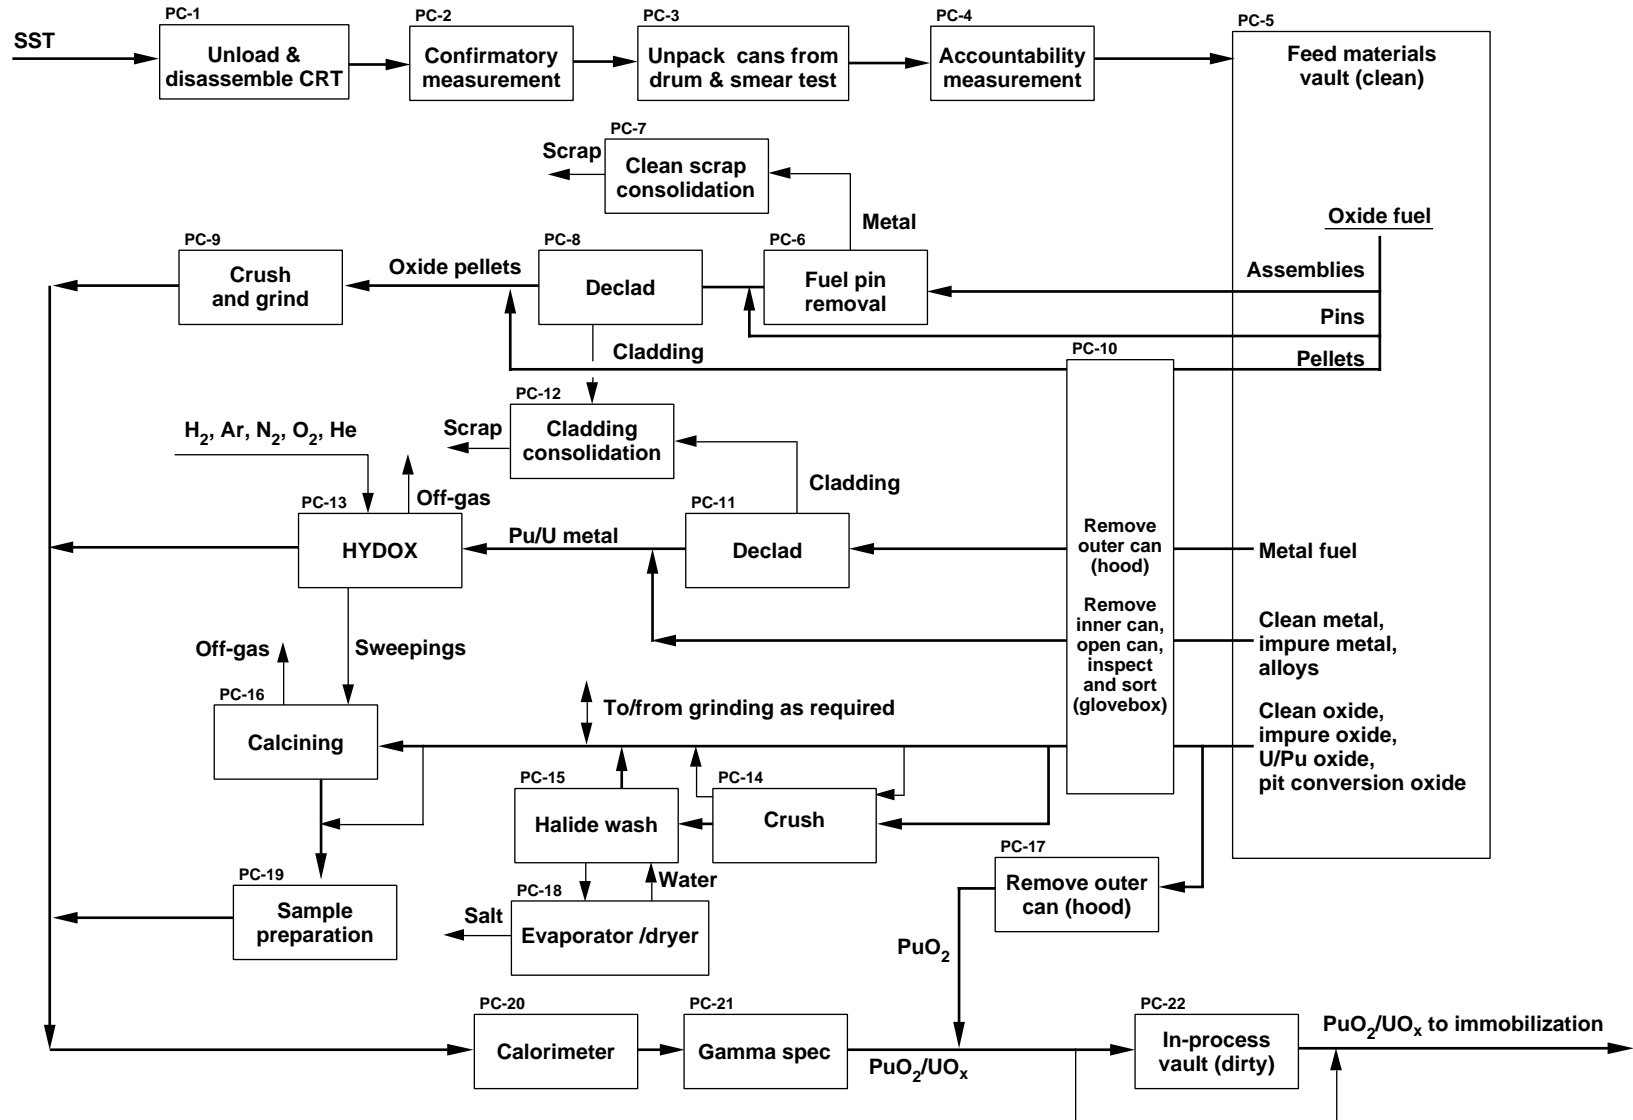 SST
PC-1
Unload &
disassemble CRT
PC-2
Confirmatory
measurement
PC-3
Unpack cans from
drum & smear test
PC-4
Accountability
measurement
PC-5
Feed materials
vault (clean)
PC-7
Scrap
Clean scrap
consolidation
Metal
Oxide fuel
PC-9
Crush
and grind
Oxide pellets
PC-8
Declad
PC-6
Fuel pin
removal
Assemblies
Pins
Pellets
Cladding
PC-10
PC-12
Scrap
Cladding
consolidation
H2, Ar, N2, O2, He
Off-gas
Cladding
PC-13
HYDOX
Pu/U metal
PC-11
Declad
Remove
outer can
(hood)
Metal fuel
Remove
inner can,
open can,
inspect
and sort
(glovebox)
Clean metal,
impure metal,
alloys
Off-gas
Sweepings
PC-16
Calcining
To/from grinding as required
Clean oxide,
impure oxide,
U/Pu oxide,
pit conversion oxide
PC-15
Halide wash
PC-14
Crush
PC-17
Remove outer
can (hood)
Water
PC-19
Sample
preparation
PC-18
Salt
Evaporator /dryer
PuO2
PC-20
Calorimeter
PC-21
Gamma spec
PuO2/UOx
PC-22
In-process
vault (dirty)
PuO2/UOx to immobilization